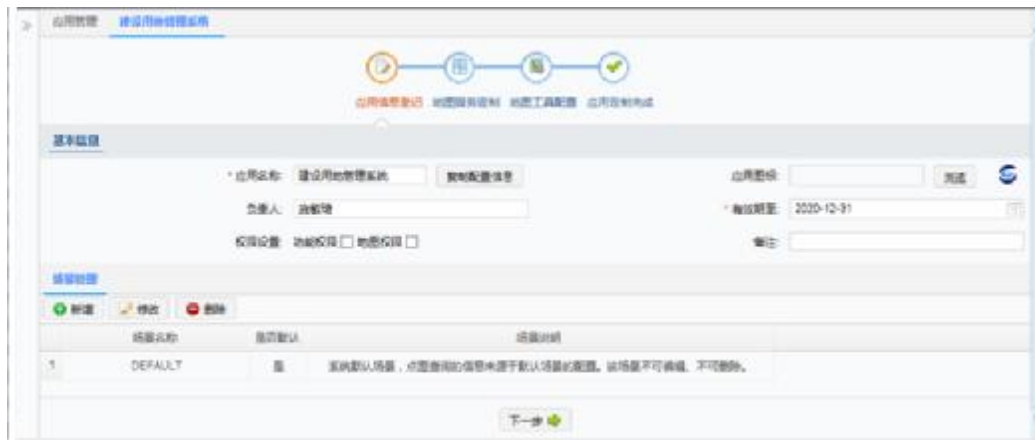 应用管理 建设用地管理系统
应用信息登记 地图服务定制 地图工具配置 应用定制完成
基本信息
* 应用名称: 建设用地管理系统 复制配置信息 应用图标: 浏览
负责人: * 有效期至: 2020-12-31
权限设置: 功能权限 地图权限 备注:
场景管理
新增 修改 删除
场景名称 是否默认 场景说明
1 DEFAULT 是 系统默认场景，点图查询的信息来源于默认场景的配置。该场景不可编辑、不可删除。
下一步